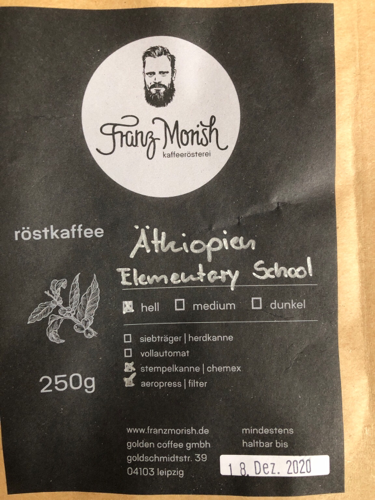 Franz Morish
kaffeerösterei
röstkaffee
Äthiopien
Elementary School
hell medium dunkel
siebträger | herdkanne
vollautomat
stempelkanne | chemex
aeropress | filter
250g
www.franzmorish.de
golden coffee gmbh
goldschmidtstr. 39
04103 leipzig
mindestens
haltbar bis
18. Dez. 2020